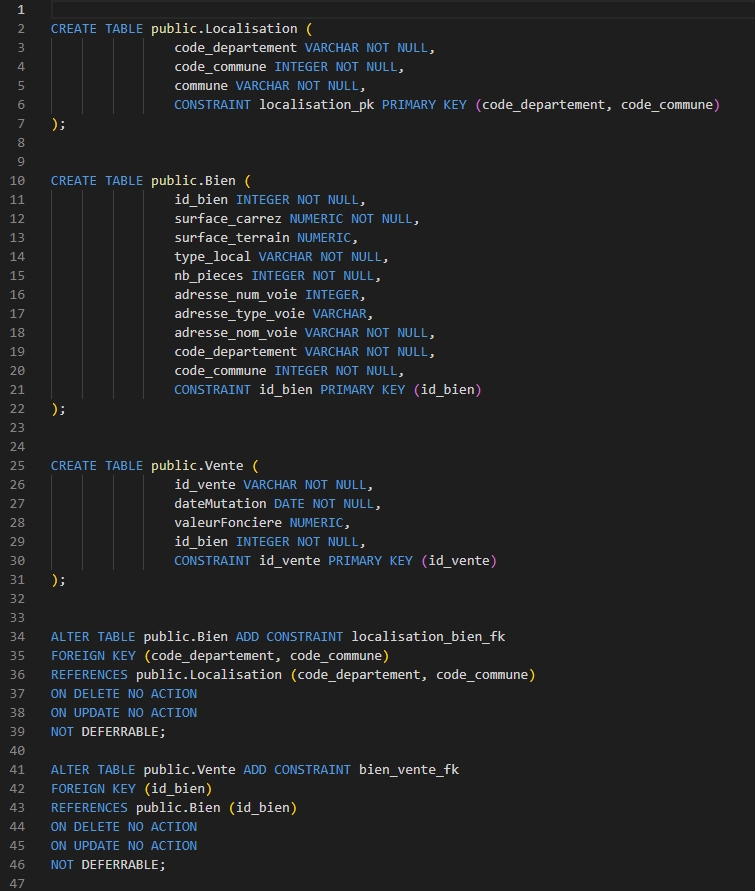 1
2 CREATE TABLE public.Localisation (
3 code_departement VARCHAR NOT NULL,
4 code_commune INTEGER NOT NULL,
5 commune VARCHAR NOT NULL,
6 CONSTRAINT localisation_pk PRIMARY KEY (code_departement, code_commune)
7 );
8
9
10 CREATE TABLE public.Bien (
11 id_bien INTEGER NOT NULL,
12 surface_carrez NUMERIC NOT NULL,
13 surface_terrain NUMERIC,
14 type_local VARCHAR NOT NULL,
15 nb_pieces INTEGER NOT NULL,
16 adresse_num_voie INTEGER,
17 adresse_type_voie VARCHAR,
18 adresse_nom_voie VARCHAR NOT NULL,
19 code_departement VARCHAR NOT NULL,
20 code_commune INTEGER NOT NULL,
21 CONSTRAINT id_bien PRIMARY KEY (id_bien)
22 );
23
24
25 CREATE TABLE public.Vente (
26 id_vente VARCHAR NOT NULL,
27 dateMutation DATE NOT NULL,
28 valeurFonciere NUMERIC,
29 id_bien INTEGER NOT NULL,
30 CONSTRAINT id_vente PRIMARY KEY (id_vente)
31 );
32
33
34 ALTER TABLE public.Bien ADD CONSTRAINT localisation_bien_fk
35 FOREIGN KEY (code_departement, code_commune)
36 REFERENCES public.Localisation (code_departement, code_commune)
37 ON DELETE NO ACTION
38 ON UPDATE NO ACTION
39 NOT DEFERRABLE;
40
41 ALTER TABLE public.Vente ADD CONSTRAINT bien_vente_fk
42 FOREIGN KEY (id_bien)
43 REFERENCES public.Bien (id_bien)
44 ON DELETE NO ACTION
45 ON UPDATE NO ACTION
46 NOT DEFERRABLE;
47